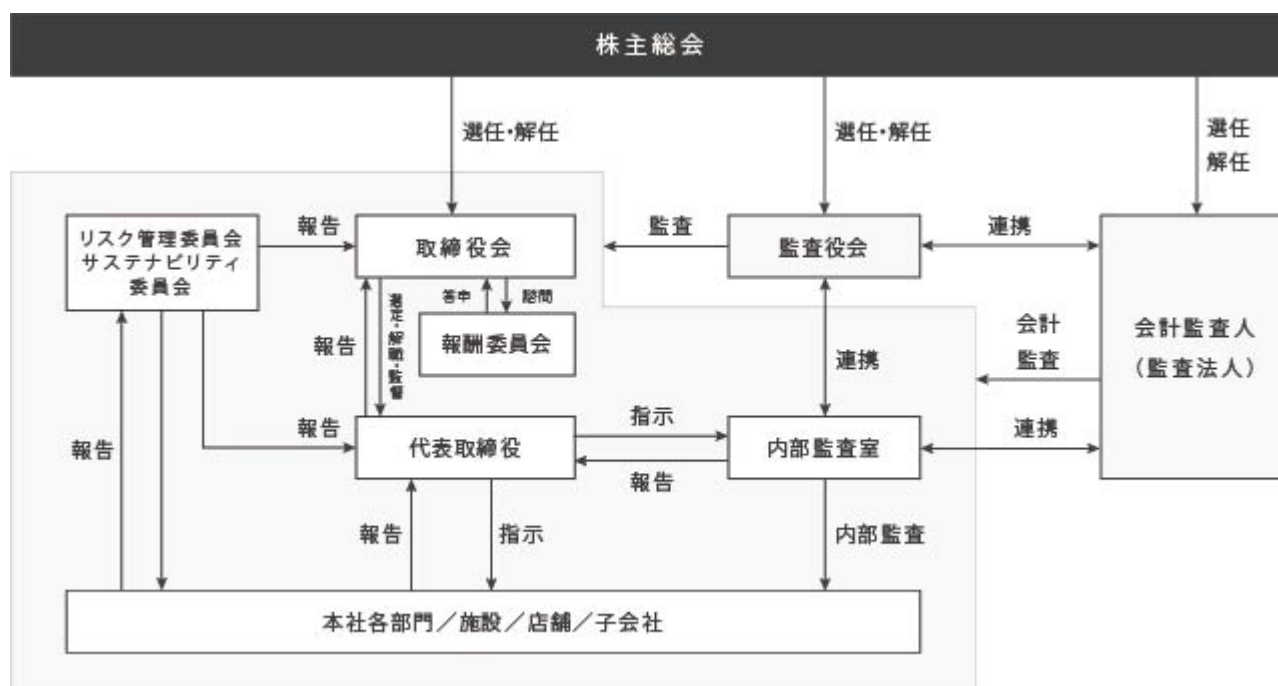 株主総会
選任・解任
選任・解任
選任
解任
リスク管理委員会
サステナビリティ
委員会
報告
取締役会
監査
監査役会
連携
会計監査人
（監査法人）
選定・解職・監督
答申
諮問
報酬委員会
報告
連携
会計
監査
報告
報告
代表取締役
指示
報告
内部監査室
連携
報告
指示
内部監査
本社各部門／施設／店舗／子会社